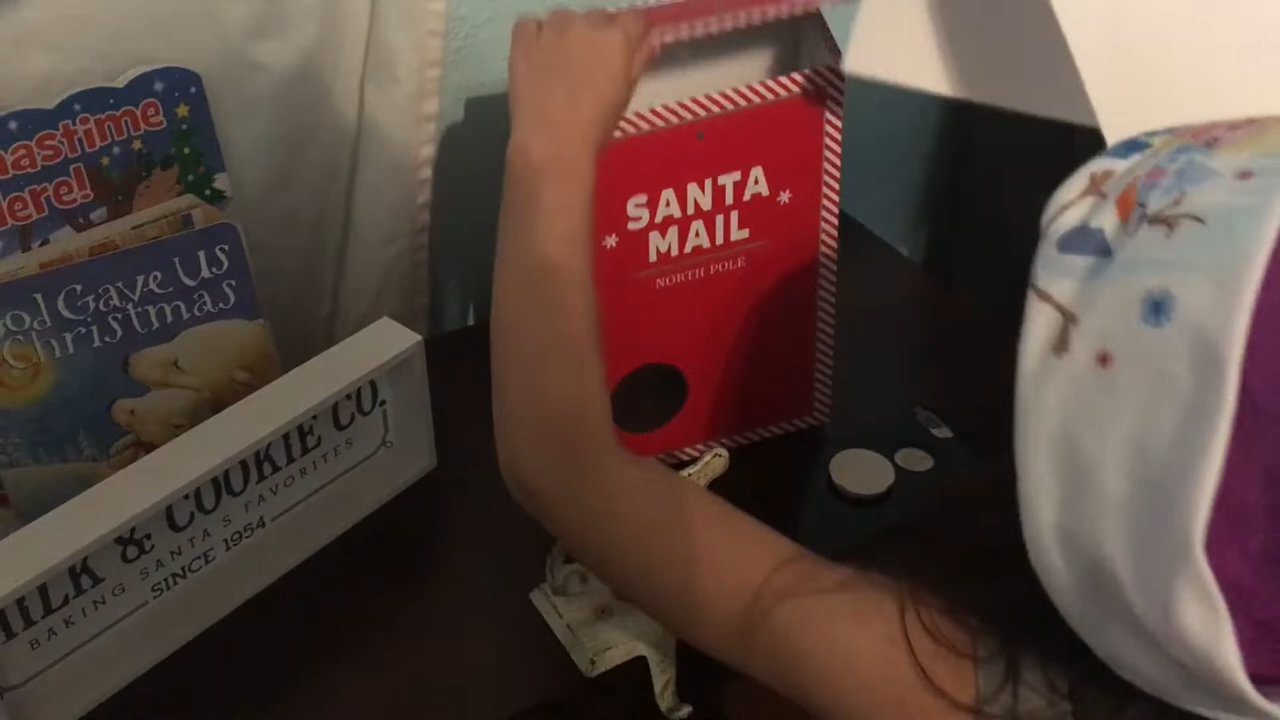 mastime
Here!
God Gave Us
Christmas
SANTA
MAIL
NORTH POLE
MILK & COOKIE CO.
BAKING SANTA'S FAVORITES
SINCE 1954